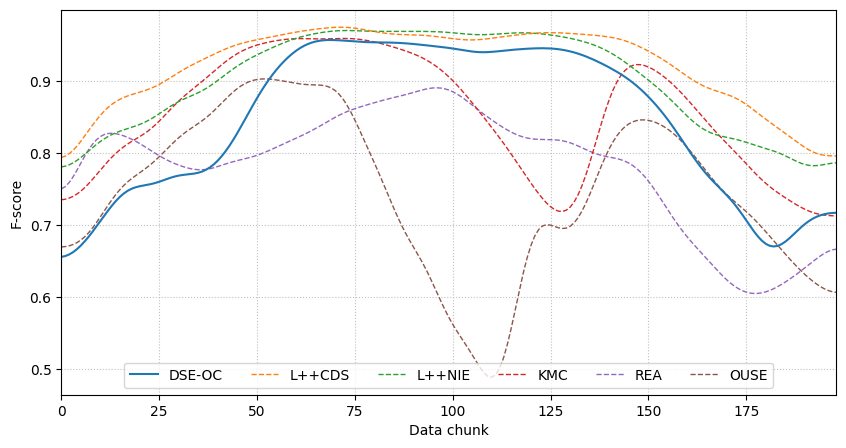 F-score
0.9
0.8
0.7
0.6
0.5
DSE-OC L++CDS L++NIE KMC REA OUSE
0 25 50 75 100 125 150 175
Data chunk